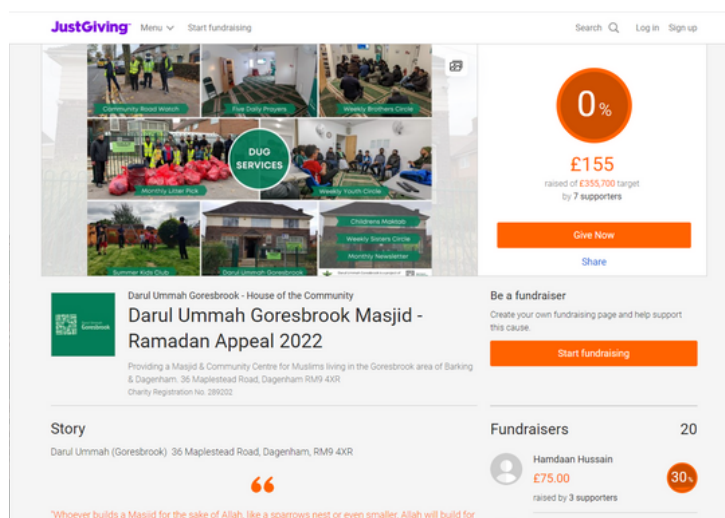 JustGiving™ Menu Start fundraising Search Log in Sign up
Community Road Watch Five Daily Prayers Weekly Brothers Circle
DUG
SERVICES
Monthly Litter Pick Weekly Youth Circle
Childrens Maktab
Weekly Sisters Circle
Monthly Newsletter
Summer Kids Club Darul Ummah Goresbrook
0%
£155
raised of £355,700 target
by 7 supporters
Give Now
Share
Darul Ummah Goresbrook - House of the Community
Darul Ummah Goresbrook Masjid -
Ramadan Appeal 2022
Goresbrook
Providing a Masjid & Community Centre for Muslims living in the Goresbrook area of Barking
& Dagenham. 36 Maplestead Road, Dagenham RM9 4XR
Charity Registration No. 289202
Be a fundraiser
Create your own fundraising page and help support
this cause.
Start fundraising
Story
Darul Ummah (Goresbrook) 36 Maplestead Road, Dagenham, RM9 4XR
“
"Whoever builds a Masjid for the sake of Allah, like a sparrows nest or even smaller, Allah will build for
Fundraisers 20
Hamdaan Hussain
£75.00
raised by 3 supporters
30%